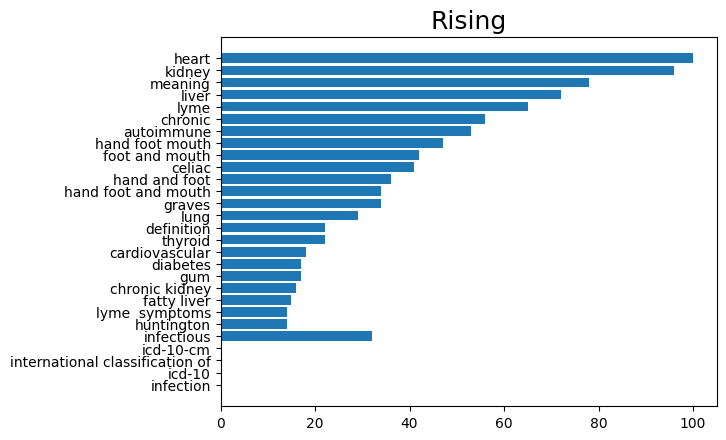 Rising
heart
kidney
meaning
liver
lyme
chronic
autoimmune
hand foot mouth
foot and mouth
celiac
hand and foot
hand foot and mouth
graves
lung
definition
thyroid
cardiovascular
diabetes
gum
chronic kidney
fatty liver
lyme  symptoms
huntington
infectious
icd-10-cm
international classification of
icd-10
infection
0 20 40 60 80 100